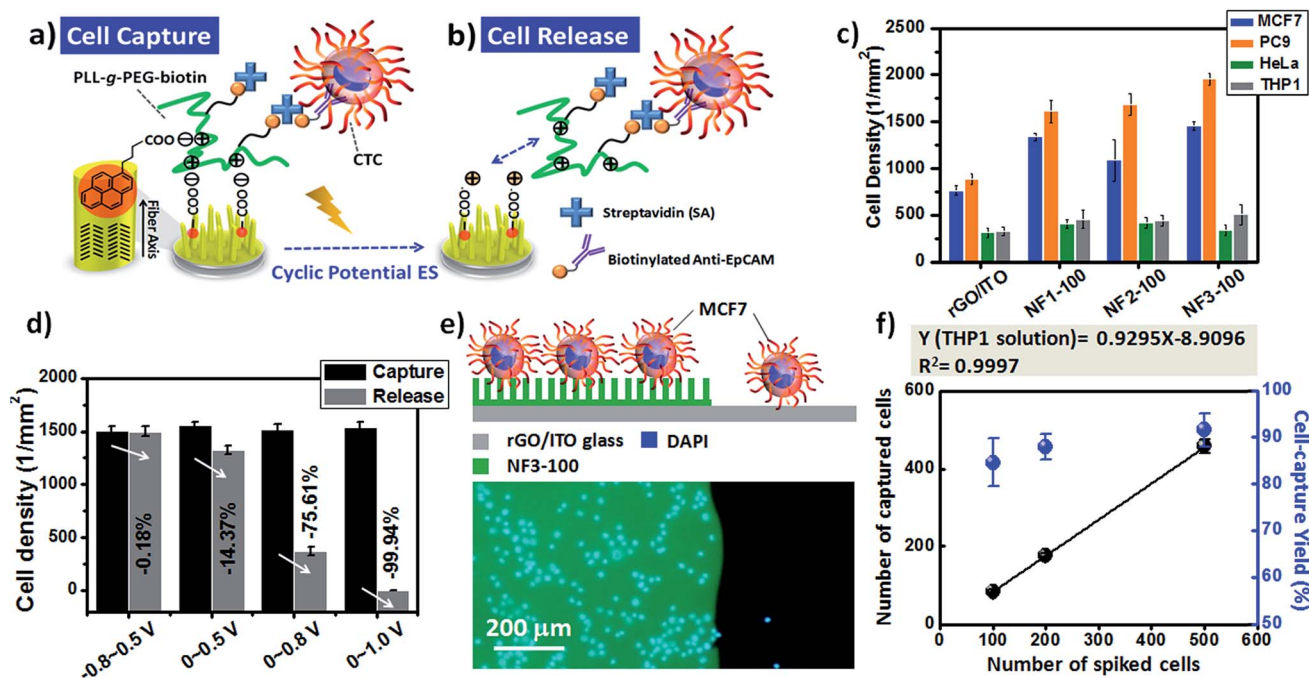 a) Cell Capture
PLL-g-PEG-biotin
COO ⊖
⊕
⊕ ⊕
⊖ ⊖
COO-
COO-
Fiber Axis
CTC
Cyclic Potential ES
b) Cell Release
⊕
⊕ ⊕
⊕ ⊕
COO-
COO-
Streptavidin (SA)
Biotinylated Anti-EpCAM
c)
MCF7
PC9
HeLa
THP1
Cell Density (1/mm²)
2500
2000
1500
1000
500
0
rGO/ITO
NF1-100
NF2-100
NF3-100
d)
Capture
Release
Cell density (1/mm²)
2000
1500
1000
500
0
-0.18%
-14.37%
-75.61%
-99.94%
-0.8~0.5 V
0~0.5 V
0~0.8 V
0~1.0 V
e)
MCF7
rGO/ITO glass
DAPI
NF3-100
200 μm
f)
Y (THP1 solution)= 0.9295X-8.9096
R²= 0.9997
Number of captured cells
600
400
200
0
Cell-capture Yield (%)
100
90
80
70
60
50
0 100 200 300 400 500 600
Number of spiked cells